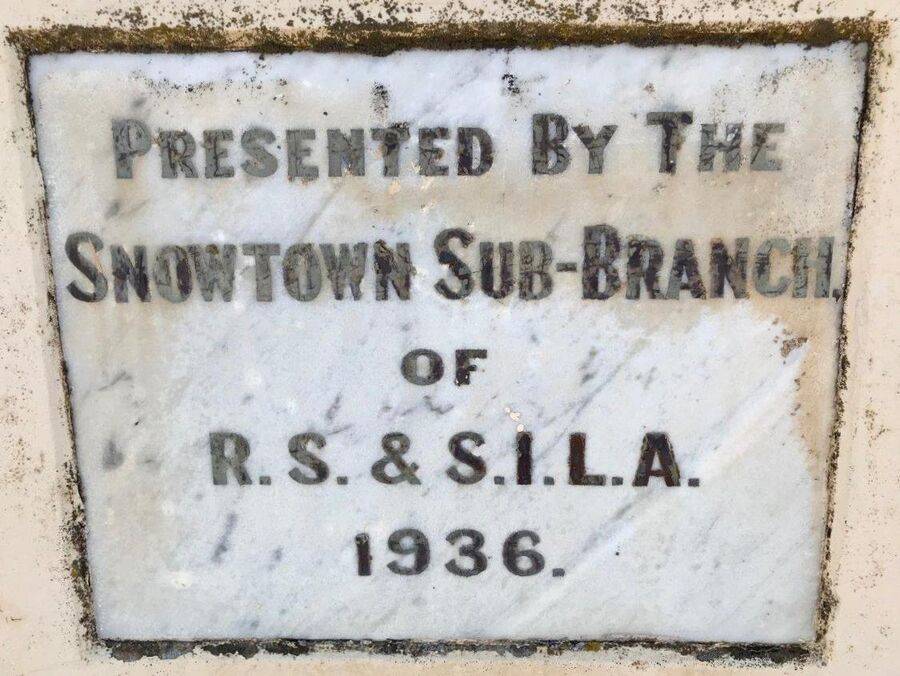 PRESENTED BY THE
SNOWTOWN SUB-BRANCH.
OF
R.S. & S.I.L.A.
1936.